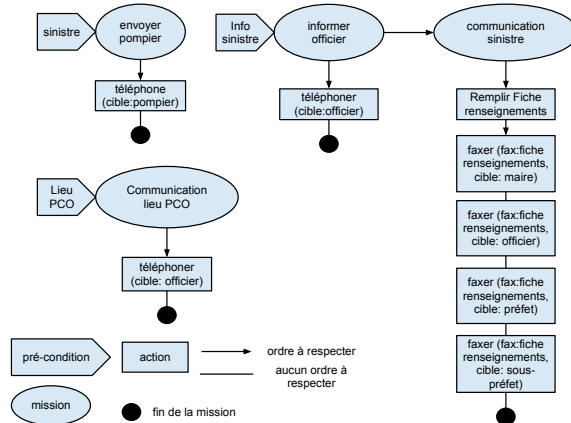 sinistre
envoyer
pompier
téléphone
(cible:pompier)
Info
sinistre
informer
officier
téléphoner
(cible:officier)
communication
sinistre
Remplir Fiche
renseignements
faxer (fax:fiche
renseignements,
cible: maire)
faxer (fax:fiche
renseignements,
cible: officier)
faxer (fax:fiche
renseignements,
cible: préfet)
faxer (fax:fiche
renseignements,
cible: sous-
préfet)
Lieu
PCO
Communication
lieu PCO
téléphoner
(cible: officier)
pré-condition
action
ordre à respecter
aucun ordre à
respecter
mission
fin de la mission